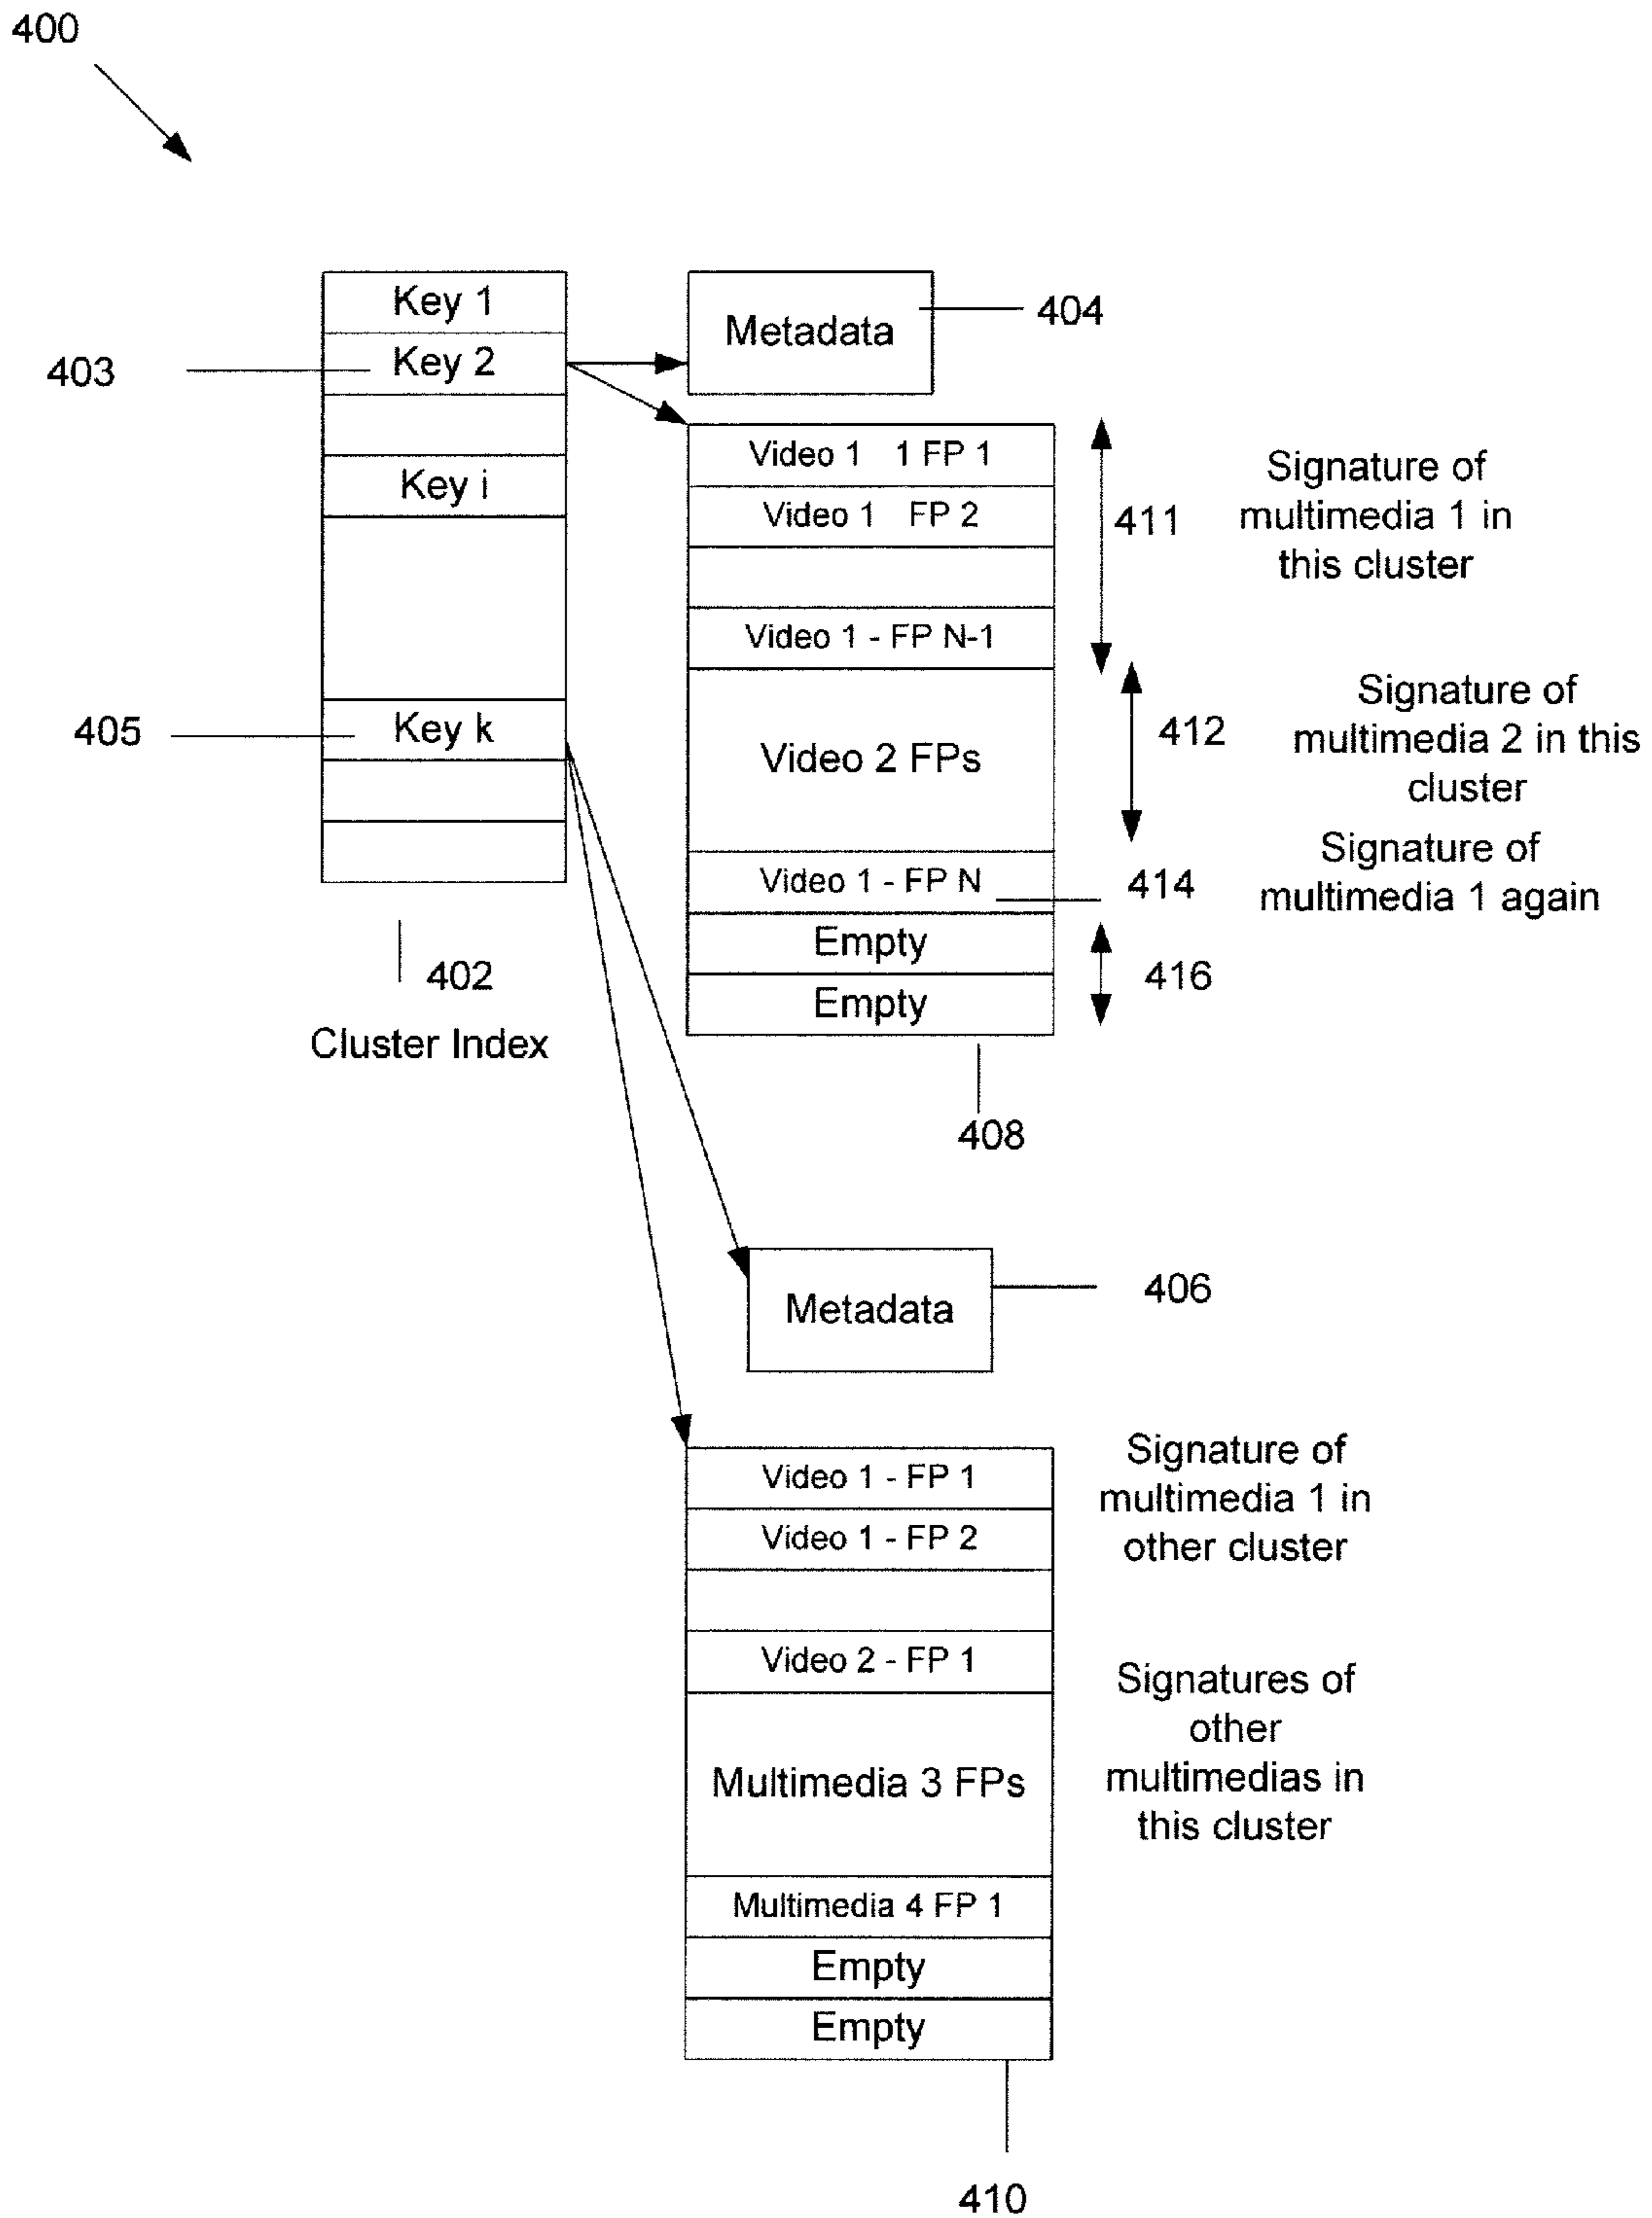 400
Key 1
Key 2
Key i
Key k
403
405
402
Cluster Index
Metadada
404
Video 1 1 FP 1
Video 1 FP 2
Video 1 - FP N-1
Video 2 FPs
Video 1 - FP N
Empty
Empty
411
Signature of
multimedia 1 in
this cluster
412
Signature of
multimedia 2 in this
cluster
414
Signature of
multimedia 1 again
416
408
Metadada
406
Video 1 - FP 1
Video 1 - FP 2
Video 2 - FP 1
Multimedia 3 FPs
Multimedia 4 FP 1
Empty
Empty
Signature of
multimedia 1 in
other cluster
Signatures of
other
multimedias in
this cluster
410